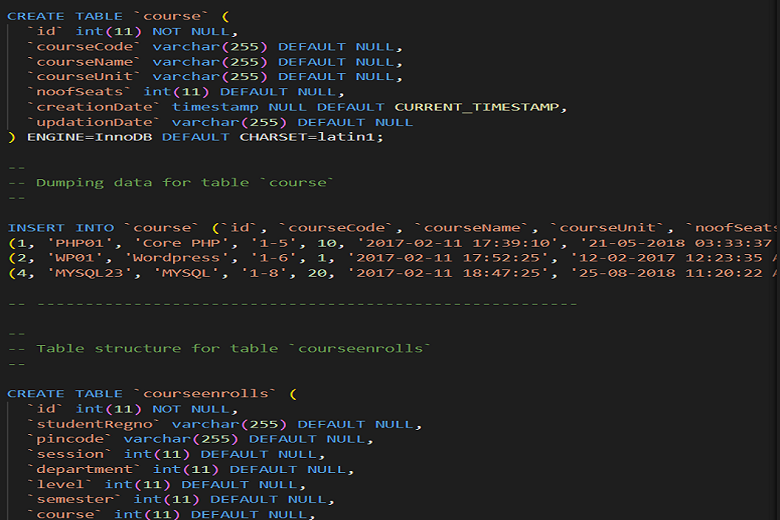 CREATE TABLE `course` (
`id` int(11) NOT NULL,
`courseCode` varchar(255) DEFAULT NULL,
`courseName` varchar(255) DEFAULT NULL,
`courseUnit` varchar(255) DEFAULT NULL,
`noofSeats` int(11) DEFAULT NULL,
`creationDate` timestamp NULL DEFAULT CURRENT_TIMESTAMP,
`updationDate` varchar(255) DEFAULT NULL
) ENGINE=InnoDB DEFAULT CHARSET=latin1;
--
-- Dumping data for table `course`
--
INSERT INTO `course` (`id`, `courseCode`, `courseName`, `courseUnit`, `noofSeats
(1, 'PHP01', 'Core PHP', '1-5', 10, '2017-02-11 17:39:10', '21-05-2018 03:33:37
(2, 'WP01', 'Wordpress', '1-6', 1, '2017-02-11 17:52:25', '12-02-2017 12:23:35 A
(4, 'MYSQL23', 'MYSQL', '1-8', 20, '2017-02-11 18:47:25', '25-08-2018 11:20:22 A
-- --------------------------------------------------------
--
-- Table structure for table `courseenrolls`
--
CREATE TABLE `courseenrolls` (
`id` int(11) NOT NULL,
`studentRegno` varchar(255) DEFAULT NULL,
`pincode` varchar(255) DEFAULT NULL,
`session` int(11) DEFAULT NULL,
`department` int(11) DEFAULT NULL,
`level` int(11) DEFAULT NULL,
`semester` int(11) DEFAULT NULL,
`course` int(11) DEFAULT NULL,